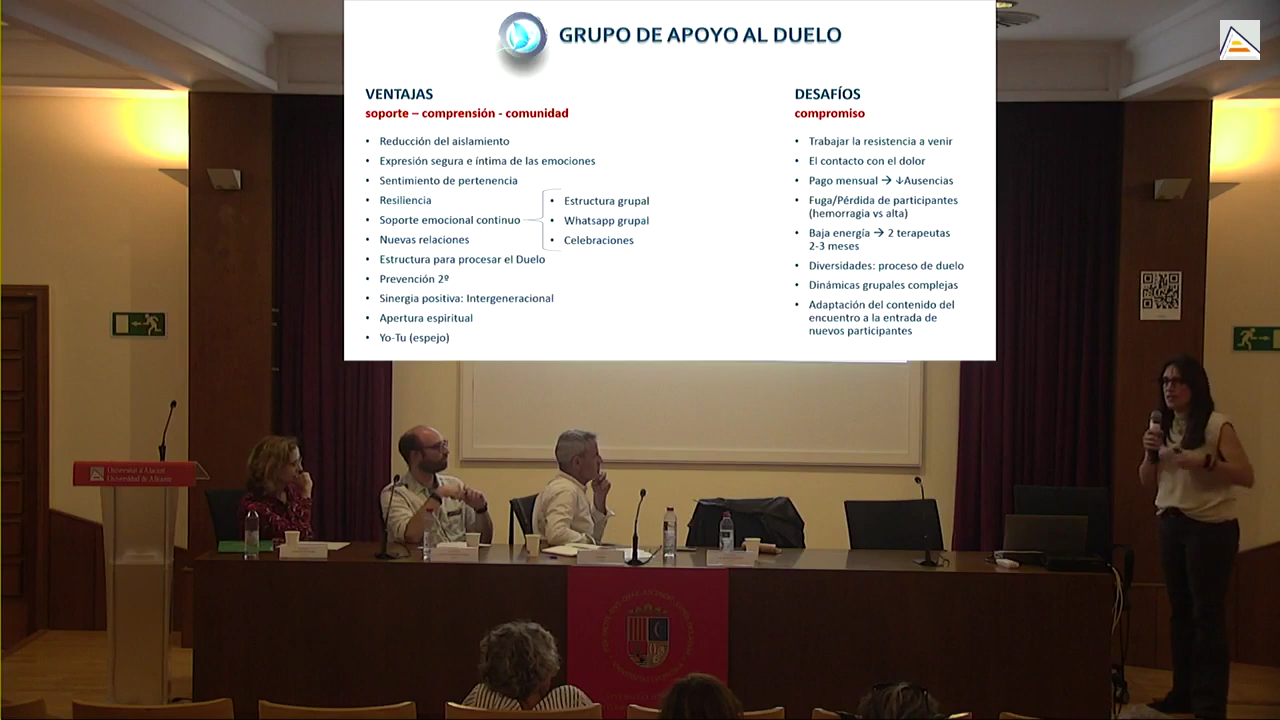 GRUPO DE APOYO AL DUELO
VENTAJAS
soporte – comprensión - comunidad
• Reducción del aislamiento
• Expresión segura e íntima de las emociones
• Sentimiento de pertenencia
• Resiliencia
• Soporte emocional continuo
• Nuevas relaciones
• Estructura para procesar el Duelo
• Prevención 2º
• Sinergia positiva: Intergeneracional
• Apertura espiritual
• Yo-Tu (espejo)
• Estructura grupal
• Whatsapp grupal
• Celebraciones
DESAFÍOS
compromiso
• Trabajar la resistencia a venir
• El contacto con el dolor
• Pago mensual → ↓Ausencias
• Fuga/Pérdida de participantes
(hemorragia vs alta)
• Baja energía → 2 terapeutas
2-3 meses
• Diversidades: proceso de duelo
• Dinámicas grupales complejas
• Adaptación del contenido del
encuentro a la entrada de
nuevos participantes
Universitat d'Alacant
Universidad de Alicante